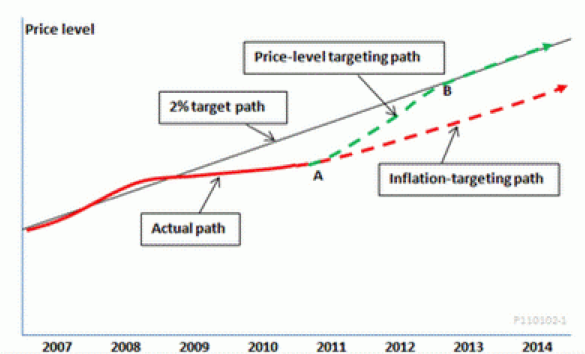 Price level
Price-level targeting path
2% target path
B
A
Inflation-targeting path
Actual path
P110102-1
2007 2008 2009 2010 2011 2012 2013 2014